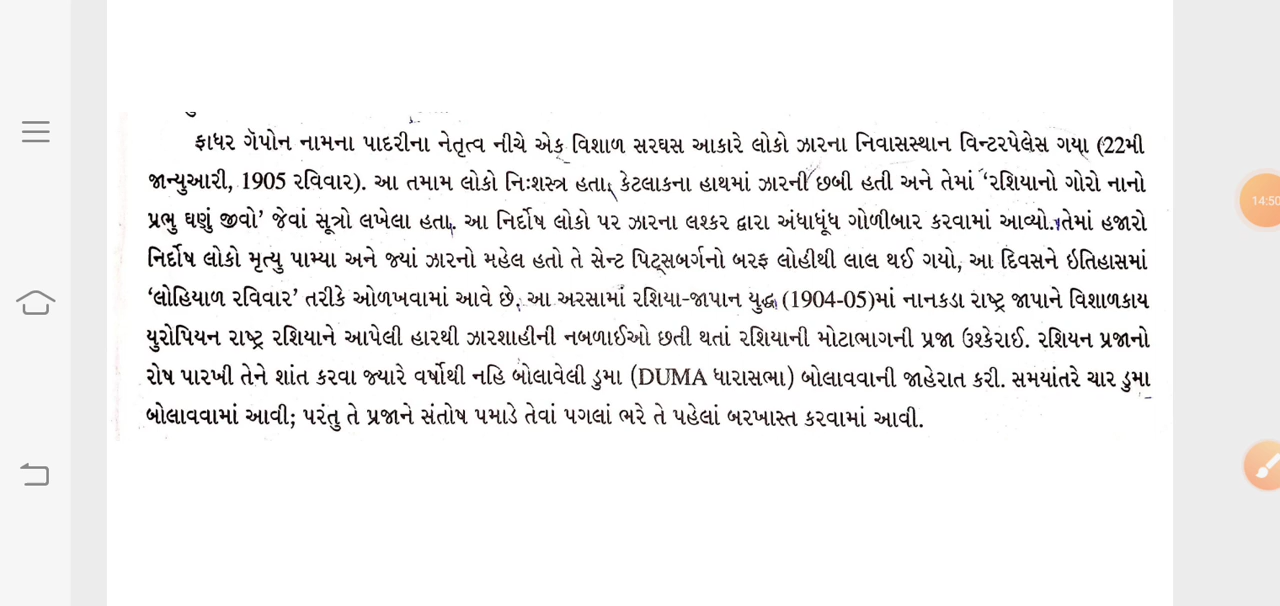 ફાધર ગૅપોન નામના પાદરીના નેતૃત્વ નીચે એક વિશાળ સરઘસ આકારે લોકો ઝારના નિવાસસ્થાન વિન્ટરપેલેસ ગયા (22મી
જાન્યુઆરી, 1905 રવિવાર). આ તમામ લોકો નિઃશસ્ત્ર હતા, કેટલાકના હાથમાં ઝારની છબી હતી અને તેમાં ‘રશિયાનો ગોરો નાનો
પ્રભુ ઘણું જીવો’ જેવાં સૂત્રો લખેલા હતા. આ નિર્દોષ લોકો પર ઝારના લશ્કર દ્વારા અંધાધૂંધ ગોળીબાર કરવામાં આવ્યો. તેમાં હજારો
નિર્દોષ લોકો મૃત્યુ પામ્યા અને જ્યાં ઝારનો મહેલ હતો તે સેન્ટ પિટ્સબર્ગનો બરફ લોહીથી લાલ થઈ ગયો, આ દિવસને ઇતિહાસમાં
‘લોહિયાળ રવિવાર’ તરીકે ઓળખવામાં આવે છે. આ અરસામાં રશિયા-જાપાન યુદ્ધ (1904-05)માં નાનકડા રાષ્ટ્ર જાપાને વિશાળકાય
યુરોપિયન રાષ્ટ્ર રશિયાને આપેલી હારથી ઝારશાહીની નબળાઈઓ છતી થતાં રશિયાની મોટાભાગની પ્રજા ઉશ્કેરાઈ. રશિયન પ્રજાનો
રોષ પારખી તેને શાંત કરવા જ્યારે વર્ષોથી નહિ બોલાવેલી ડુમા (DUMA ધારાસભા) બોલાવવાની જાહેરાત કરી. સમયાંતરે ચાર ડુમા
બોલાવવામાં આવી; પરંતુ તે પ્રજાને સંતોષ પમાડે તેવાં પગલાં ભરે તે પહેલાં બરખાસ્ત કરવામાં આવી.
14:50